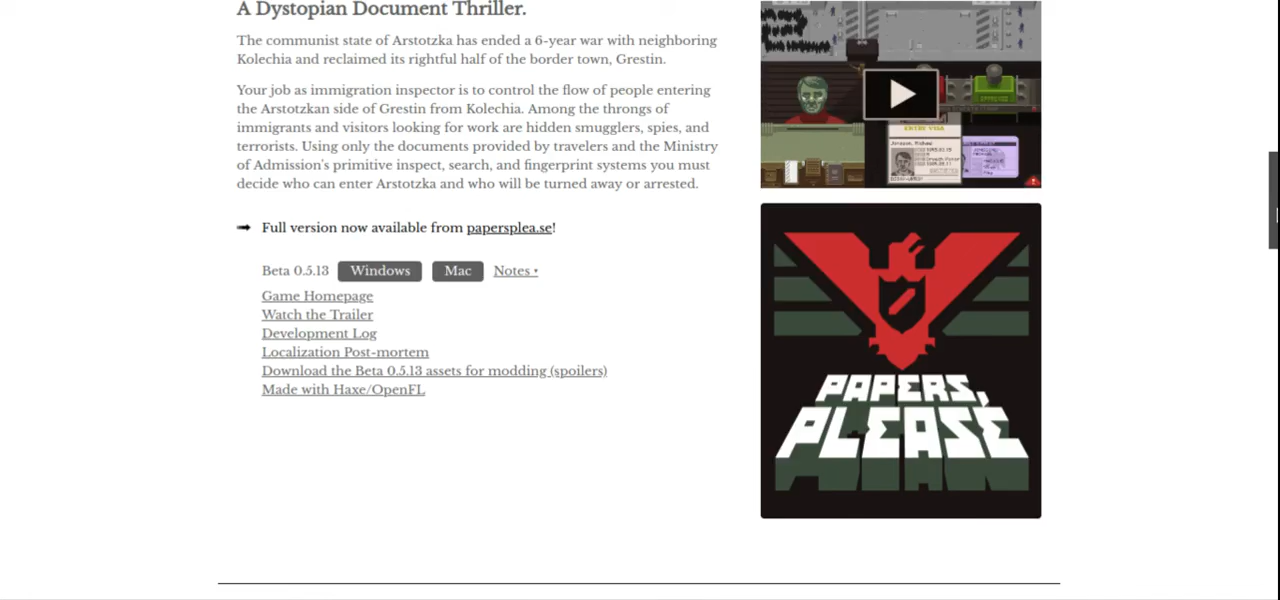 A Dystopian Document Thriller.
The communist state of Arstotzka has ended a 6-year war with neighboring
Kolechia and reclaimed its rightful half of the border town, Grestin.
Your job as immigration inspector is to control the flow of people entering
the Arstotzkan side of Grestin from Kolechia. Among the throngs of
immigrants and visitors looking for work are hidden smugglers, spies, and
terrorists. Using only the documents provided by travelers and the Ministry
of Admission's primitive inspect, search, and fingerprint systems you must
decide who can enter Arstotzka and who will be turned away or arrested.
Full version now available from papersplea.se!
Beta 0.5.13 Windows Mac Notes
Game Homepage
Watch the Trailer
Development Log
Localization Post-mortem
Download the Beta 0.5.13 assets for modding (spoilers)
Made with Haxe/OpenFL
ENTRY VISA
PAPERS,
PLEASE